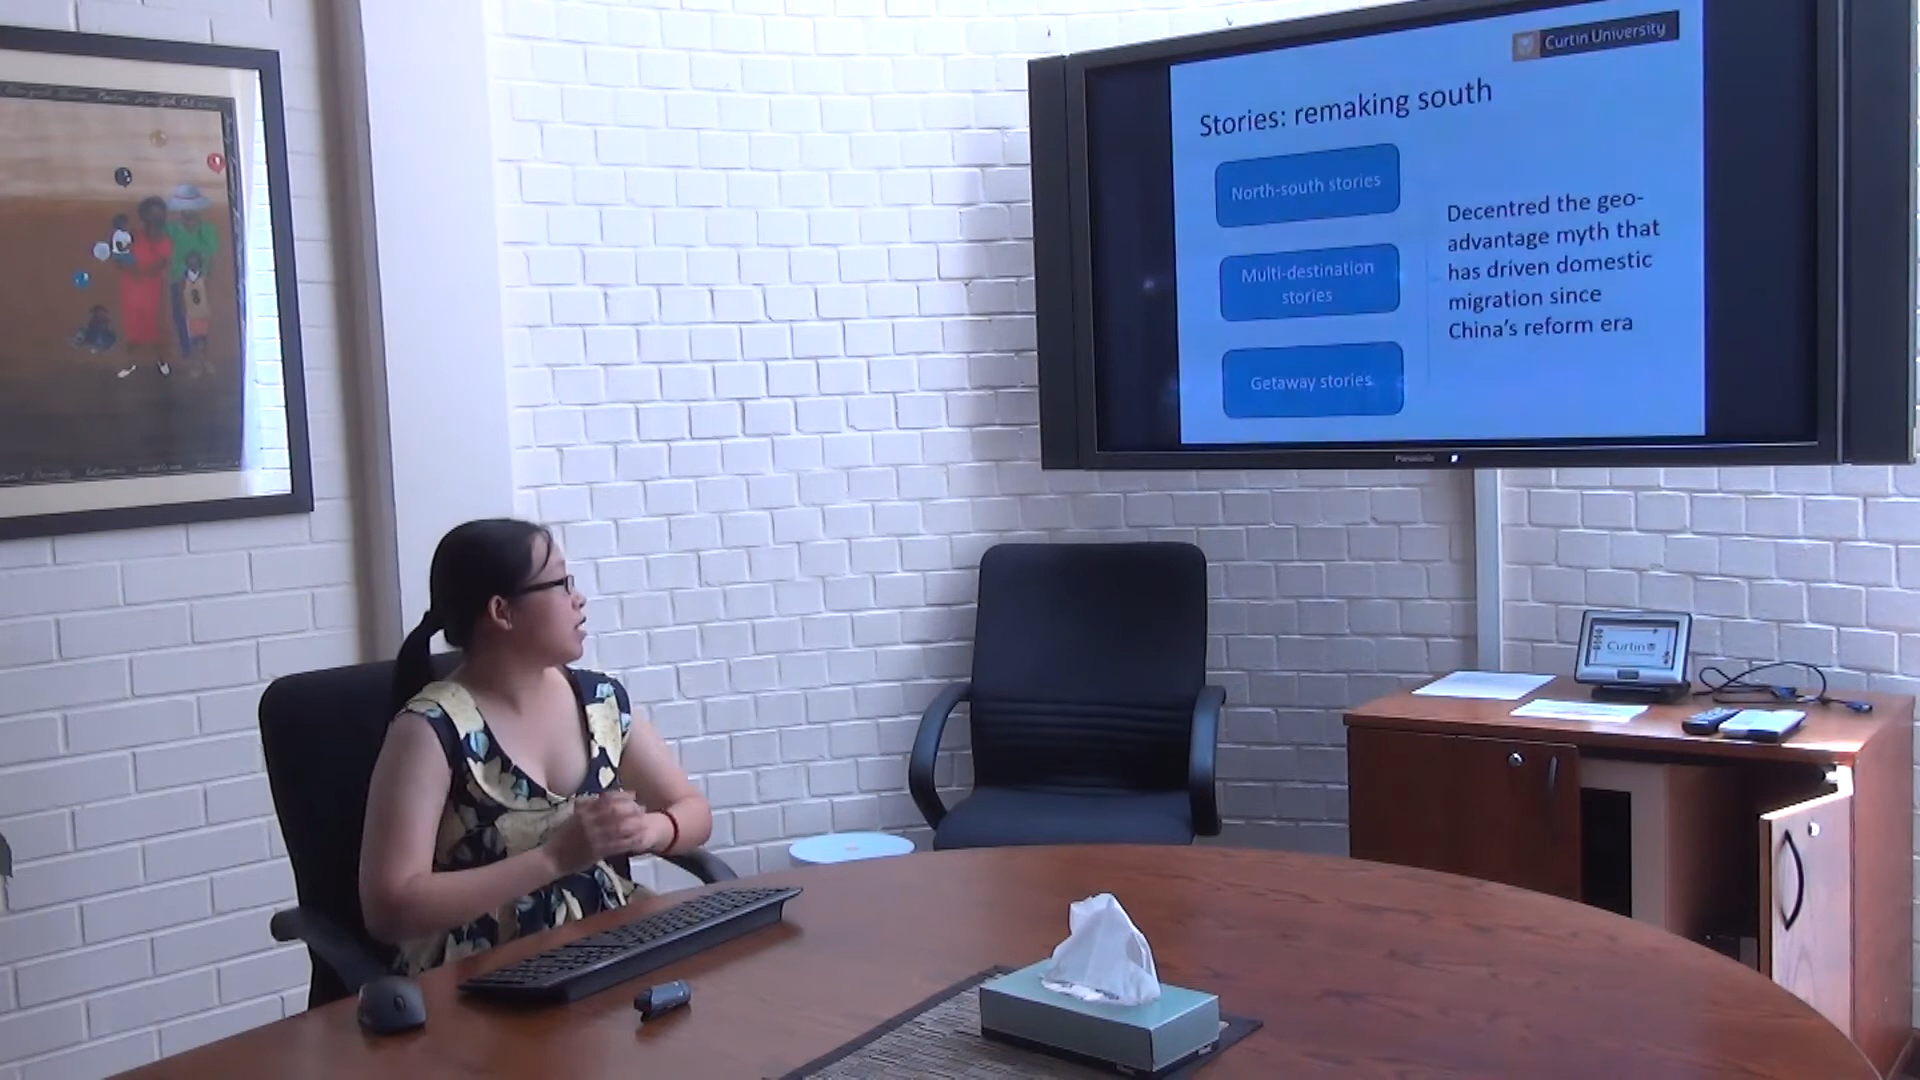 Curtin University
Stories: remaking south
North-south stories
Multi-destination
stories
Getaway stories
Decentred the geo-
advantage myth that
has driven domestic
migration since
China's reform era
Panasonic
Curtin